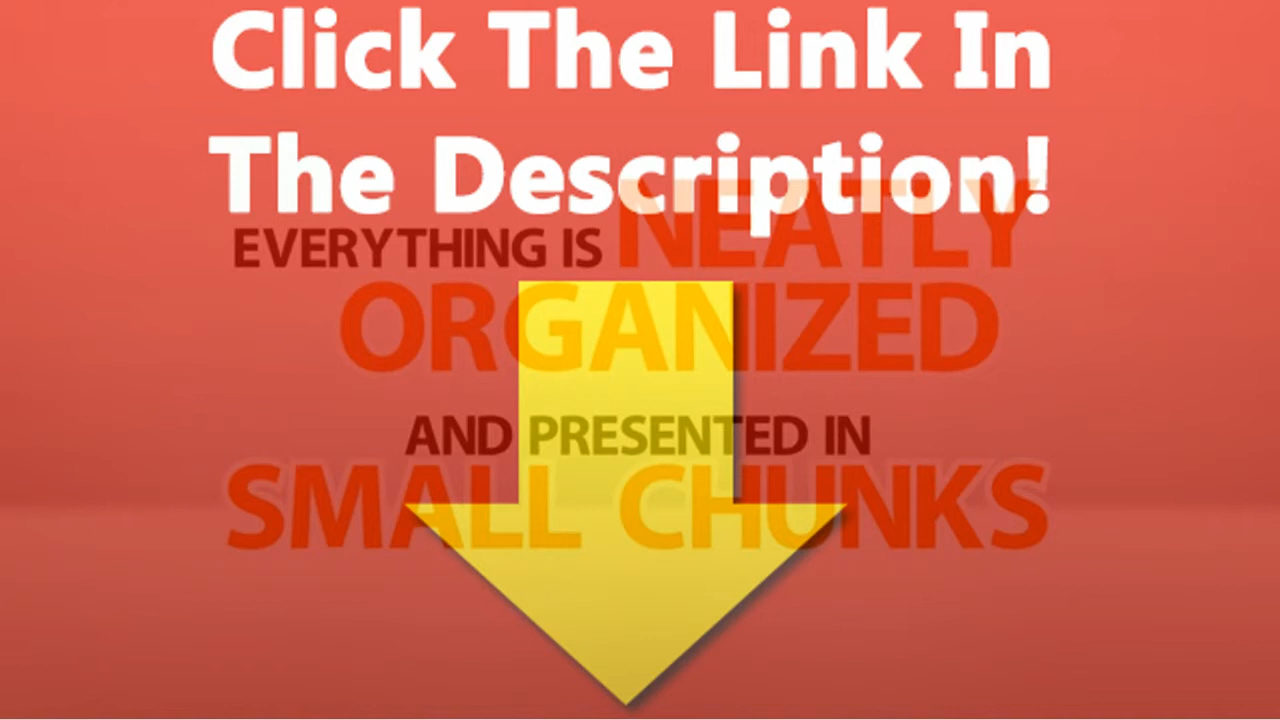 Click The Link In
The Description!
EVERYTHING IS NEATLY
ORGANIZED
AND PRESENTED IN
SMALL CHUNKS